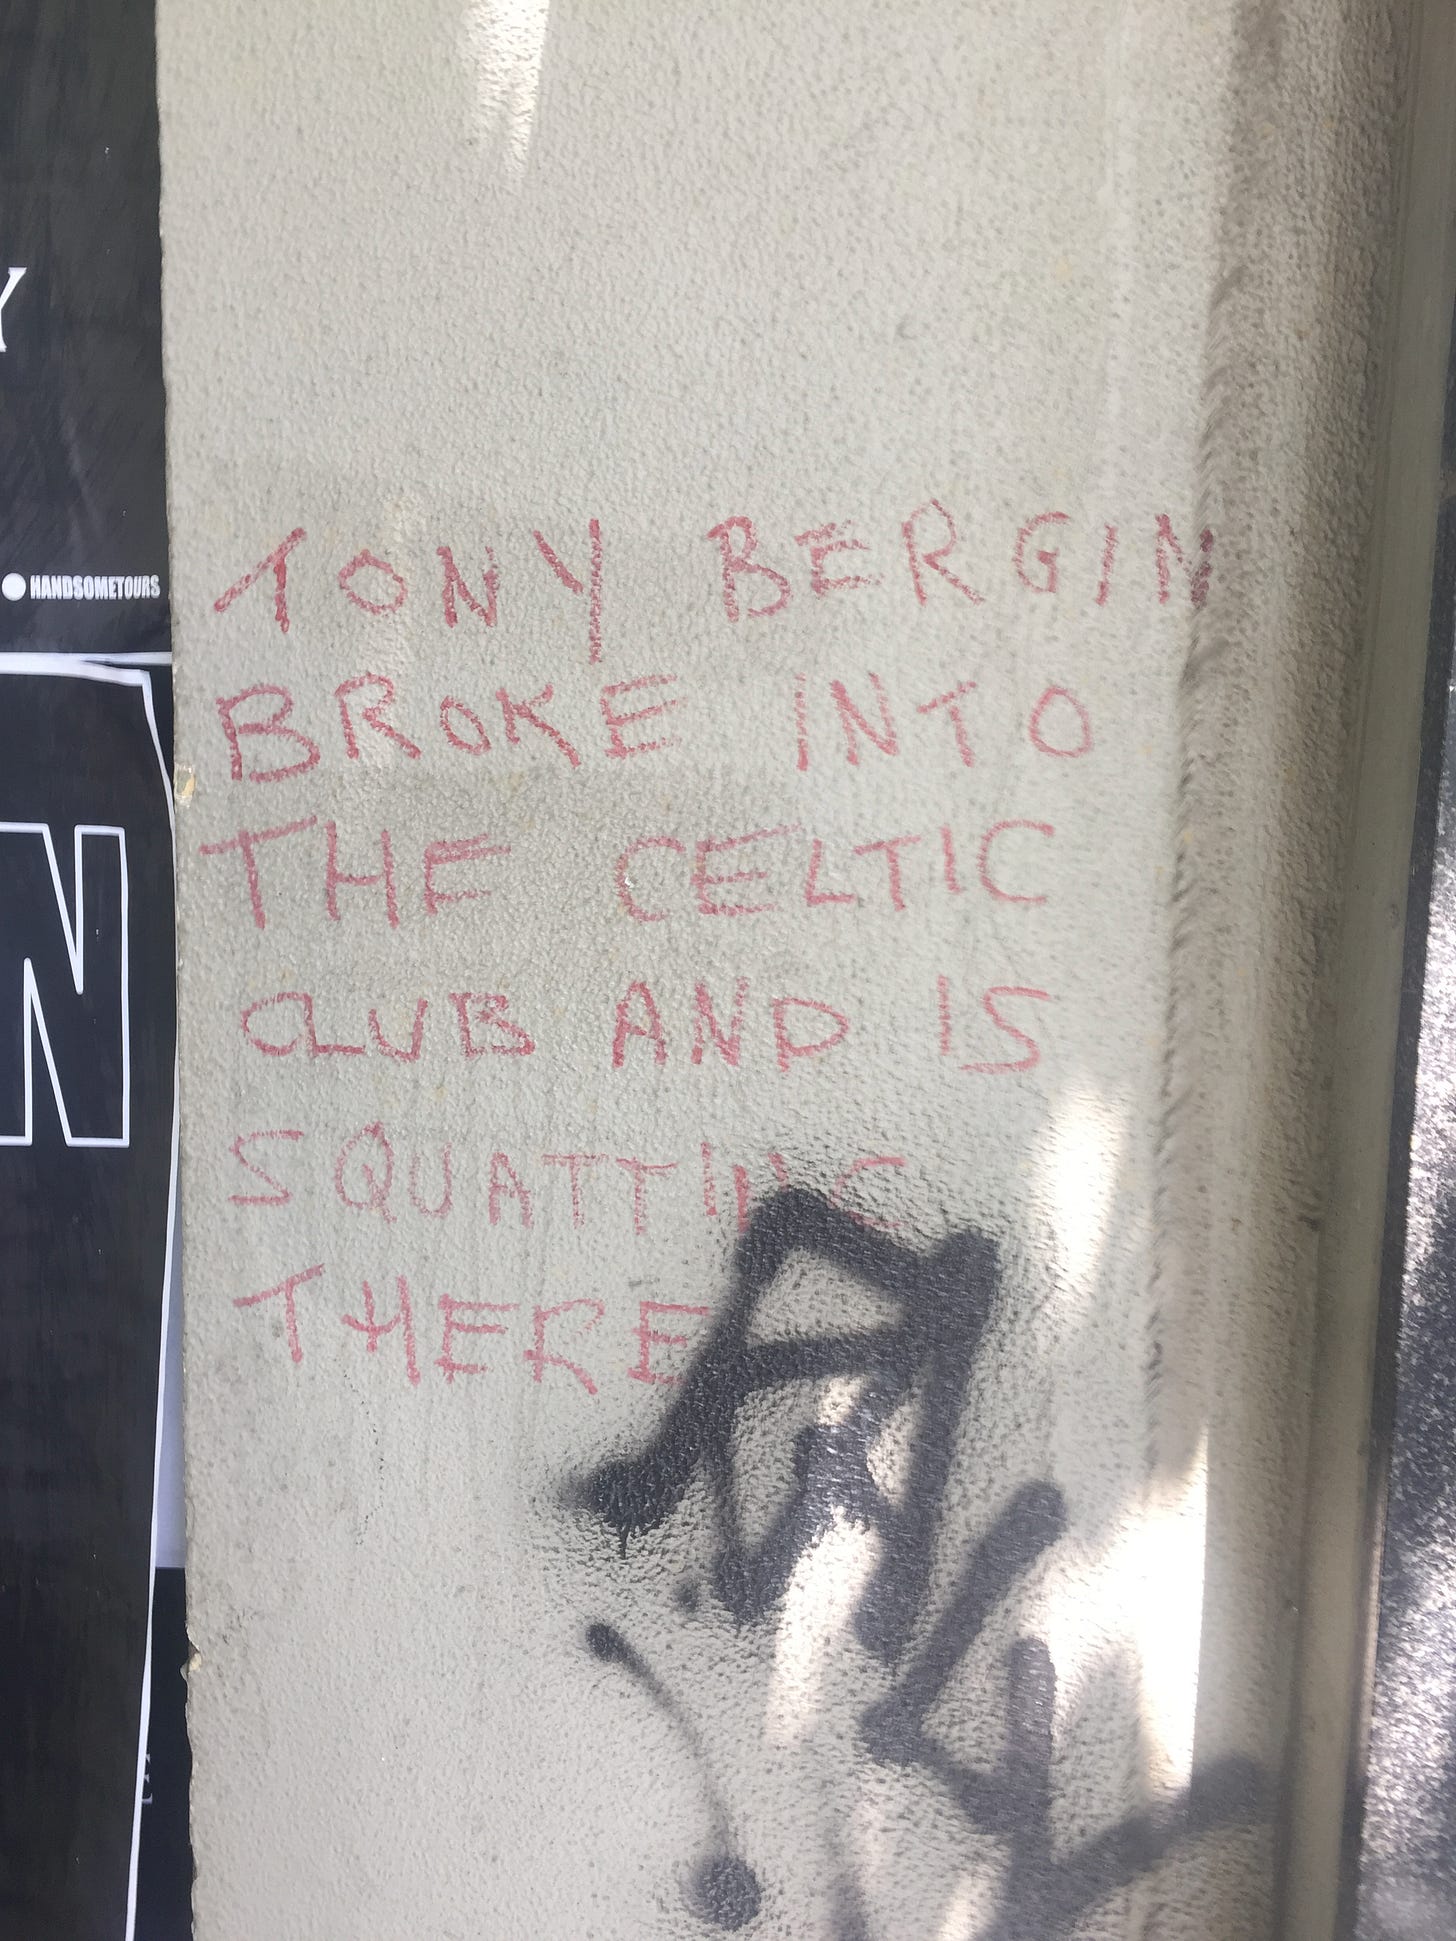 Y
HANDSOMETOURS
N
TONY BERGIN
BROKE INTO
THE CELTIC
CLUB AND IS
SQUATTING
THERE